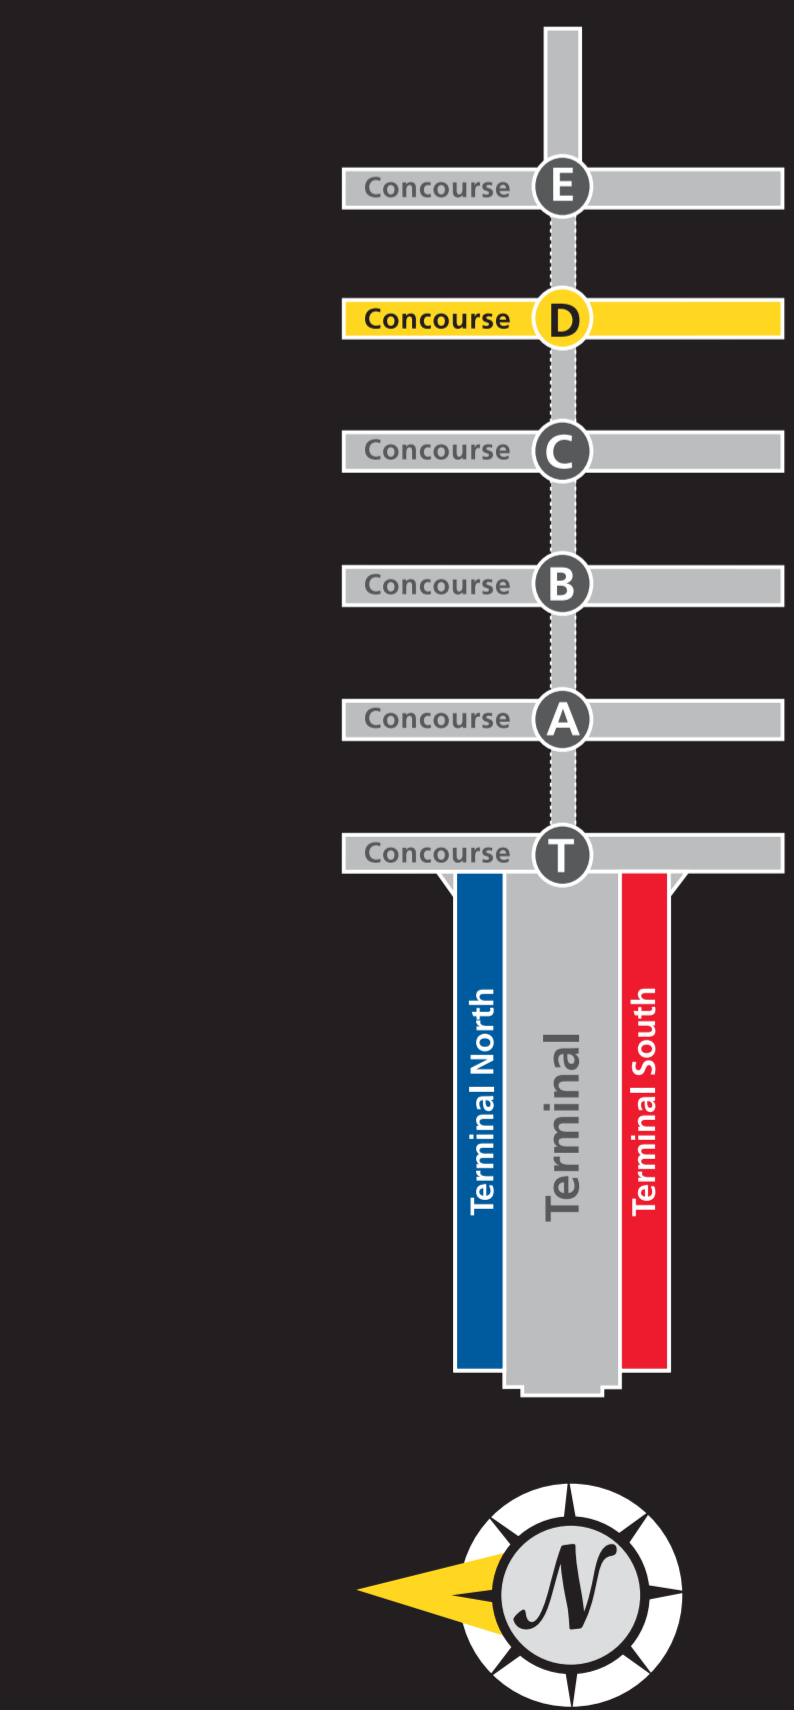 Concourse E
Concourse D
Concourse C
Concourse B
Concourse A
Concourse T
Terminal North
Terminal
Terminal South
N